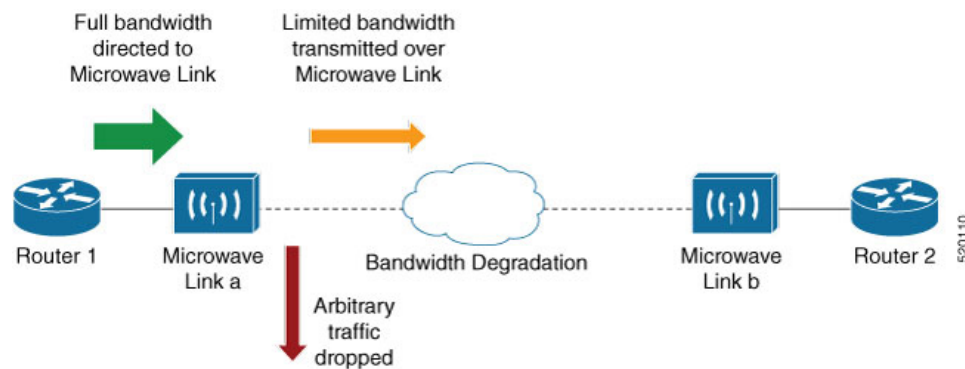 Full bandwidth
directed to
Microwave Link
Limited bandwidth
transmitted over
Microwave Link
Router 1
Microwave
Link a
Bandwidth Degradation
Microwave
Link b
Router 2
520110
Arbitrary
traffic
dropped